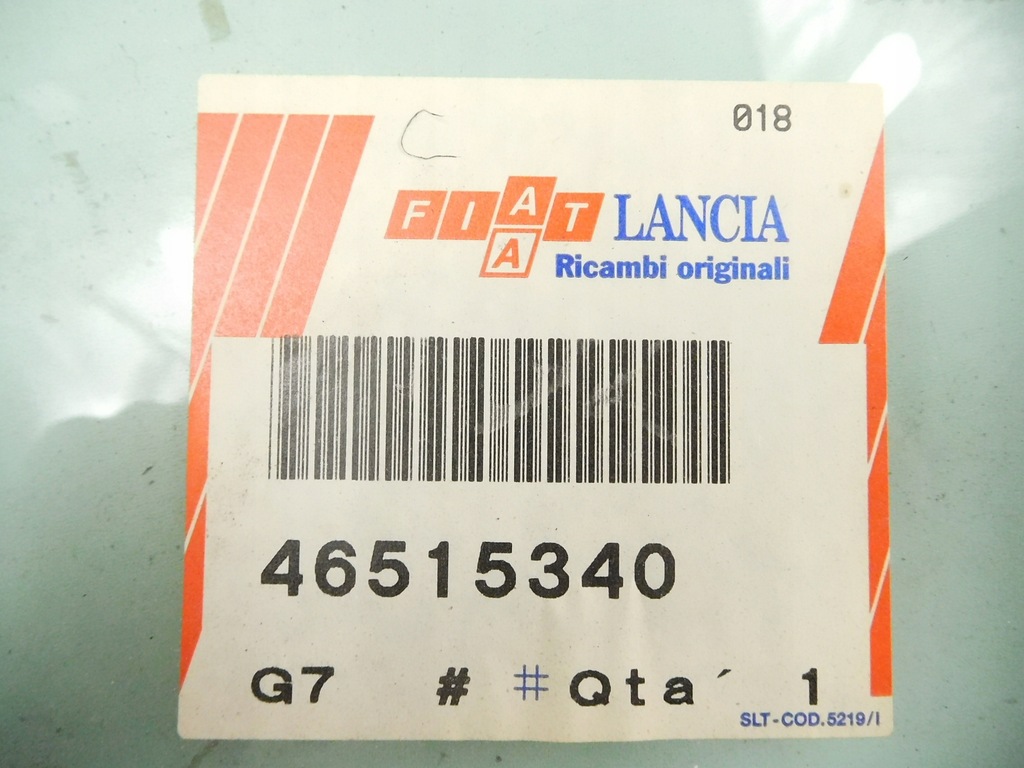 C
018
FIAT LANCIA
A Ricambi originali
46515340
G7 # # Qta´ 1
SLT-COD.5219/I